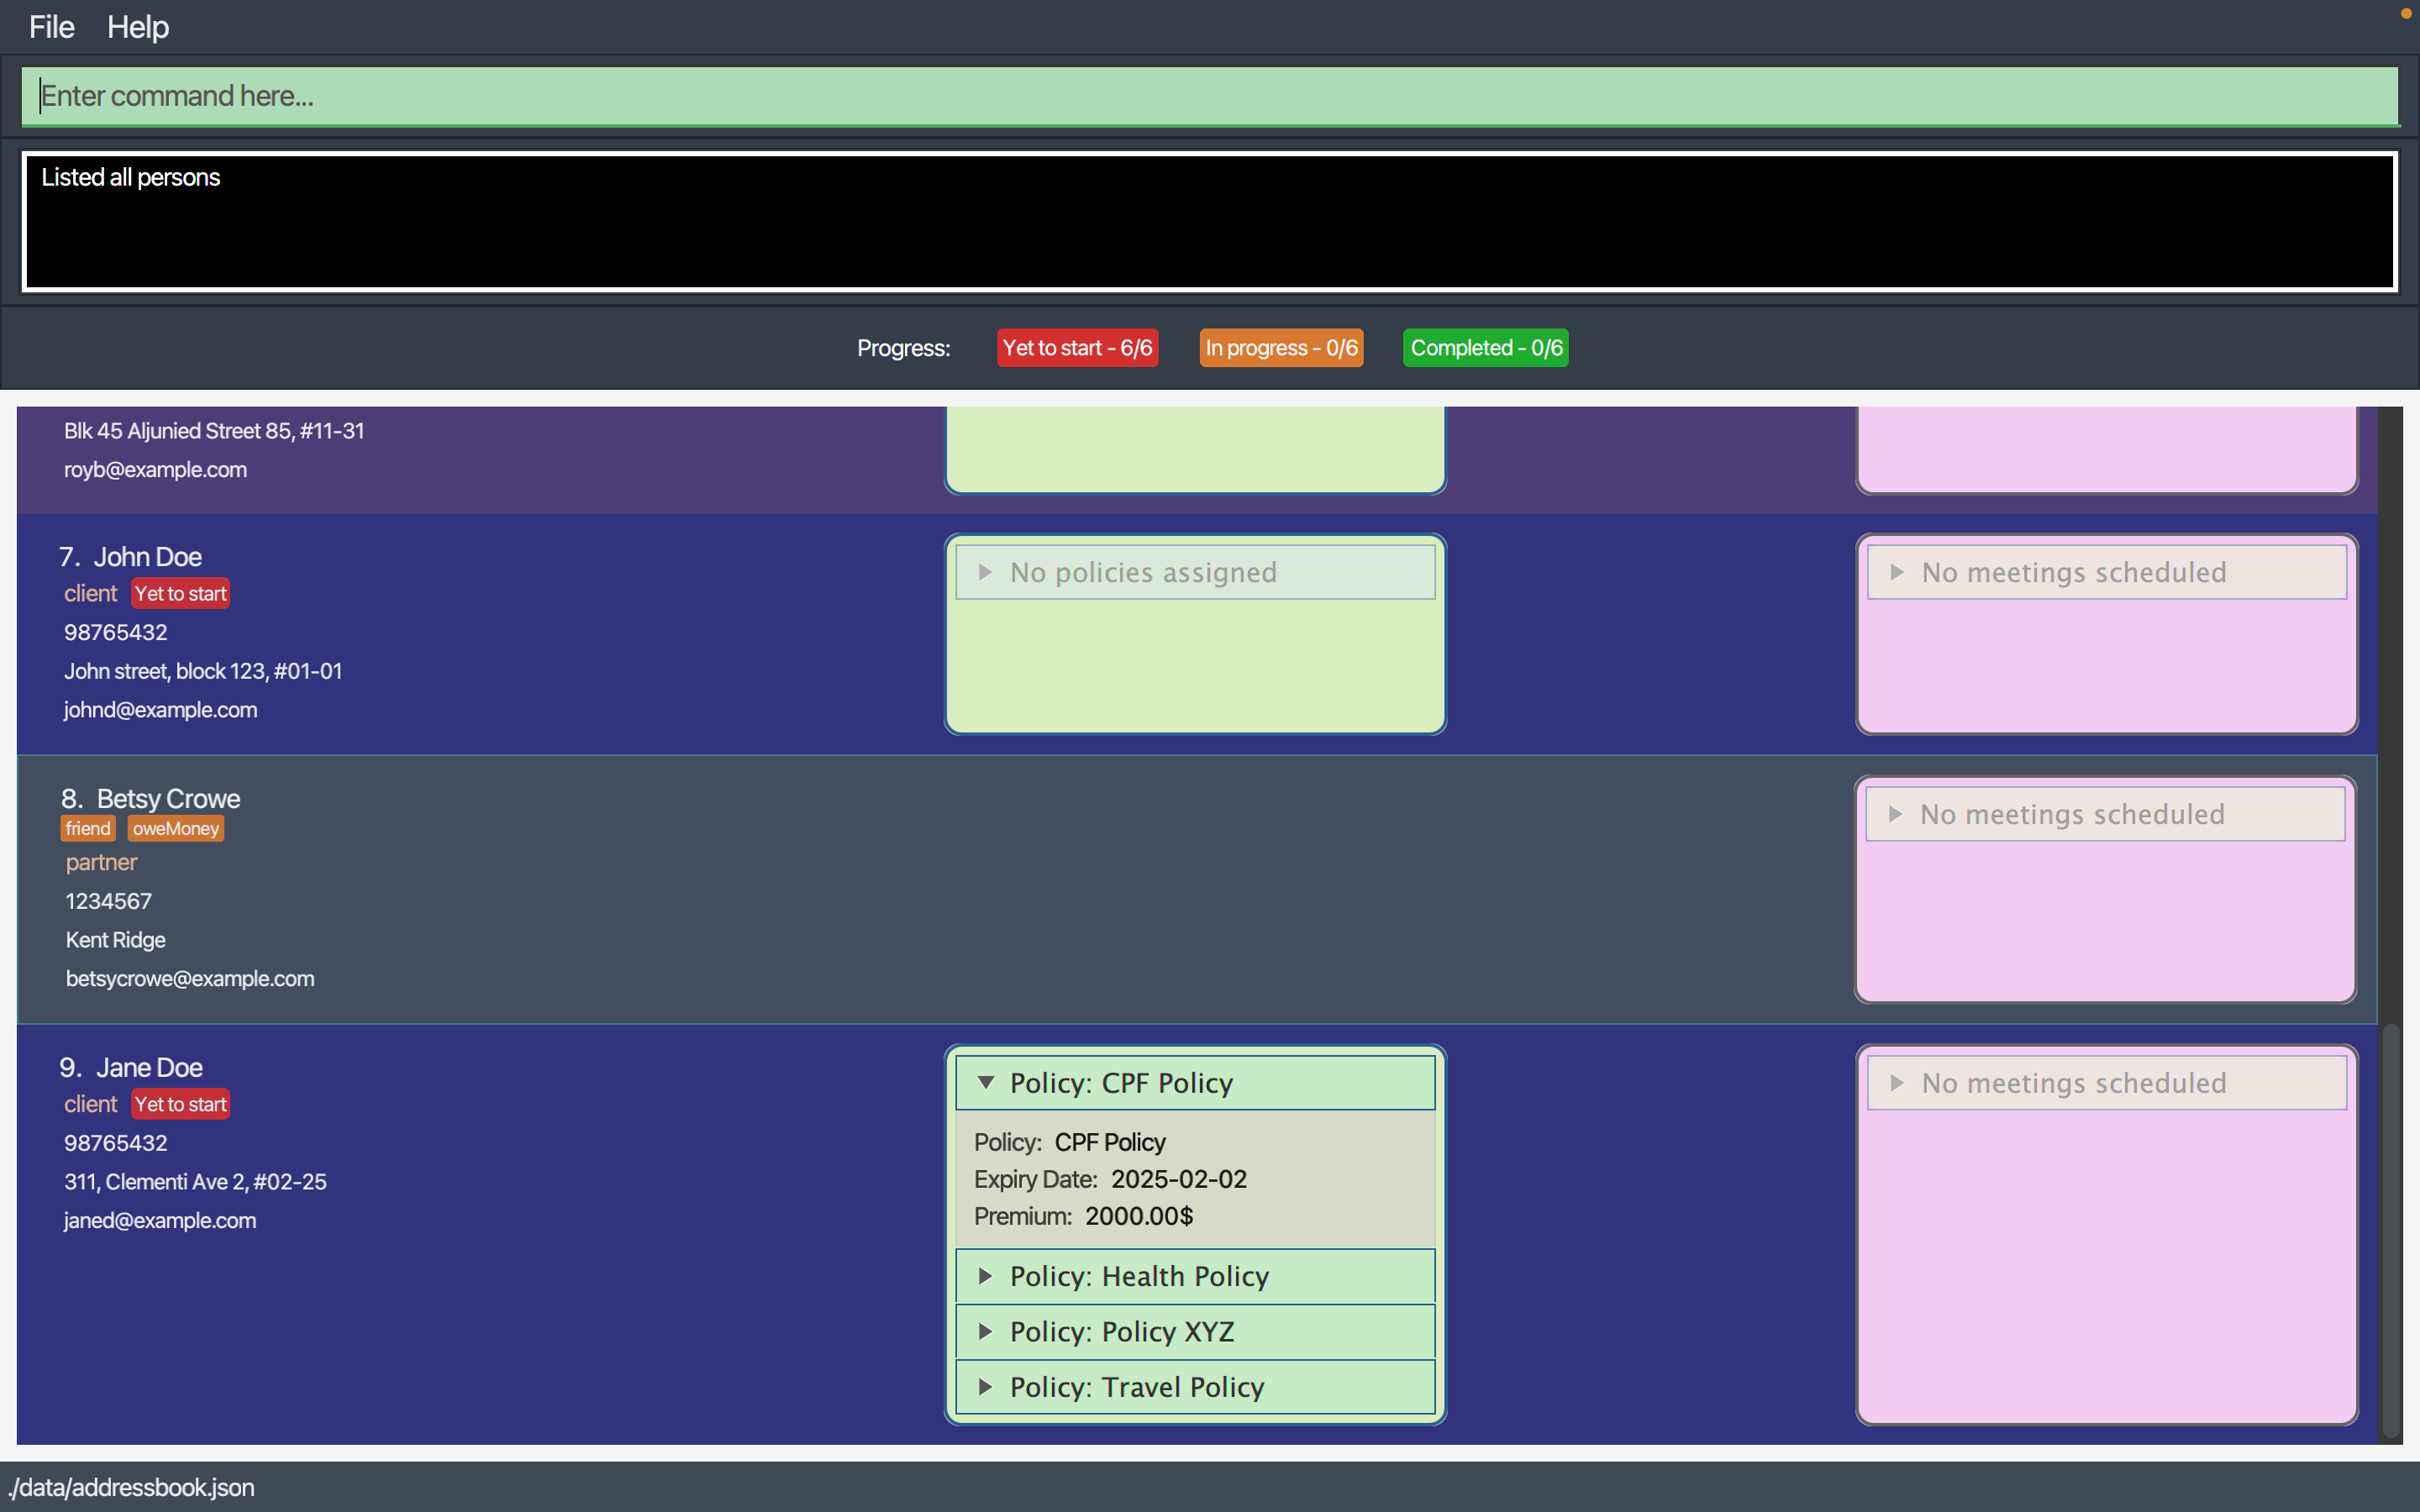 File Help
Enter command here...
Listed all persons
Progress: Yet to start - 6/6 In progress - 0/6 Completed - 0/6
Blk 45 Aljunied Street 85, #11-31
royb@example.com
7. John Doe
client Yet to start
98765432
John street, block 123, #01-01
johnd@example.com
No policies assigned
No meetings scheduled
8. Betsy Crowe
friend oweMoney
partner
1234567
Kent Ridge
betsycrowe@example.com
No meetings scheduled
9. Jane Doe
client Yet to start
98765432
311, Clementi Ave 2, #02-25
janed@example.com
Policy: CPF Policy
Policy: CPF Policy
Expiry Date: 2025-02-02
Premium: 2000.00$
Policy: Health Policy
Policy: Policy XYZ
Policy: Travel Policy
No meetings scheduled
./data/addressbook.json